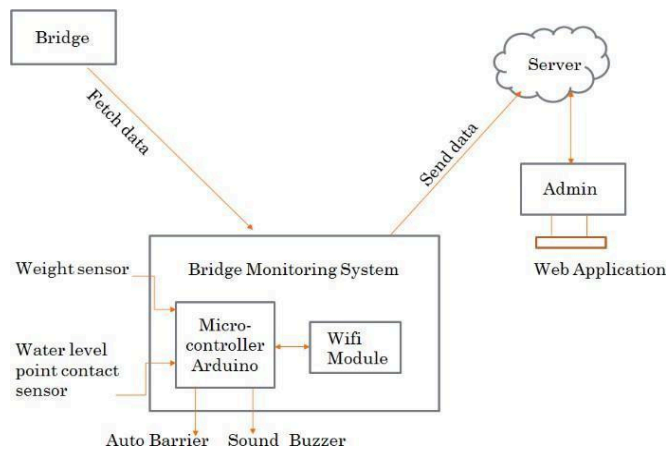 Bridge
Server
Fetch data
Send data
Admin
Web Application
Bridge Monitoring System
Weight sensor
Micro-
controller
Arduino
Wifi
Module
Water level
point contact
sensor
Auto Barrier
Sound Buzzer